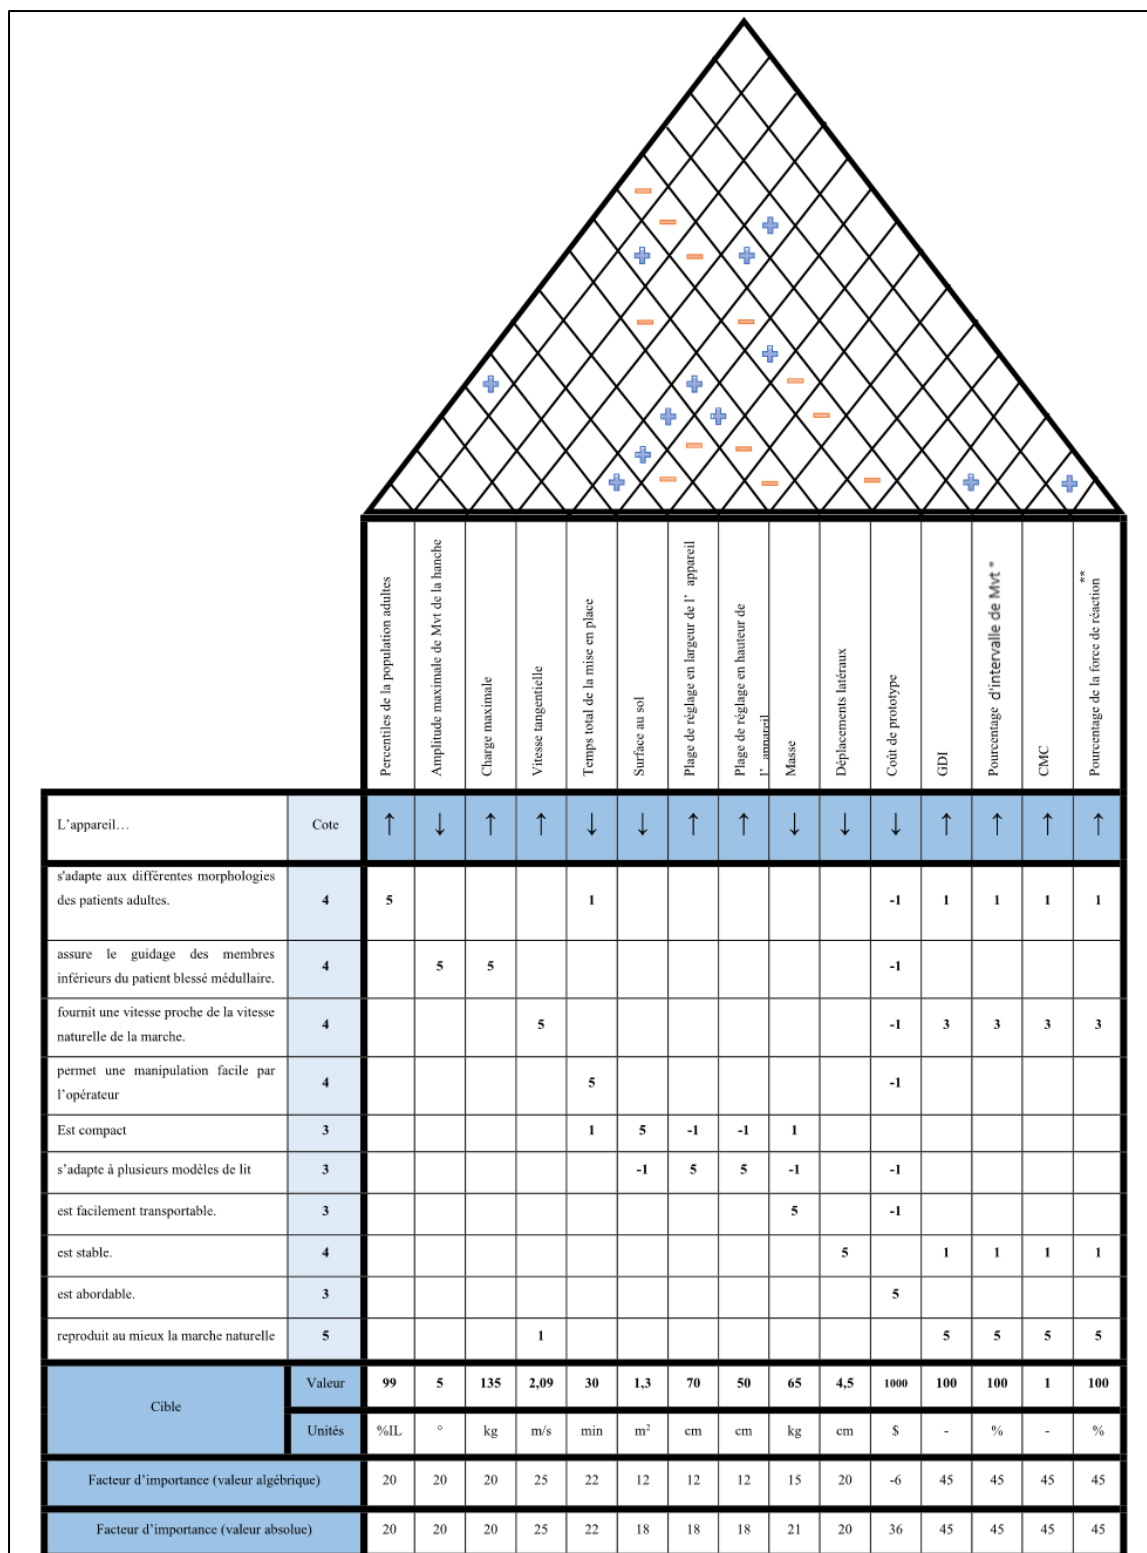 Percentiles de la population adultes
Amplitude maximale de Mvt de la hanche
Charge maximale
Vitesse tangentielle
Temps total de la mise en place
Surface au sol
Plage de réglage en largeur de l’ appareil
Plage de réglage en hauteur de
l’ appareil
Masse
Déplacements latéraux
Coût de prototype
GDI
Pourcentage d'intervalle de Mvt *
CMC
Pourcentage de la force de réaction
**
L’appareil… Cote ↑ ↓ ↑ ↑ ↓ ↓ ↑ ↑ ↓ ↓ ↓ ↑ ↑ ↑ ↑
s'adapte aux différentes morphologies
des patients adultes. 4 5 1 -1 1 1 1 1
assure le guidage des membres
inférieurs du patient blessé médullaire. 4 5 5 -1
fournit une vitesse proche de la vitesse
naturelle de la marche. 4 5 -1 3 3 3 3
permet une manipulation facile par
l’opérateur 4 5 -1
Est compact 3 1 5 -1 -1 1
s’adapte à plusieurs modèles de lit 3 -1 5 5 -1 -1
est facilement transportable. 3 5 -1
est stable. 4 5 1 1 1 1
est abordable. 3 5
reproduit au mieux la marche naturelle 5 1 5 5 5 5
Cible
Valeur 99 5 135 2,09 30 1,3 70 50 65 4,5 1000 100 100 1 100
Unités %IL ° kg m/s min m² cm cm kg cm $ - % - %
Facteur d’importance (valeur algébrique) 20 20 20 25 22 12 12 12 15 20 -6 45 45 45 45
Facteur d’importance (valeur absolue) 20 20 20 25 22 18 18 18 21 20 36 45 45 45 45